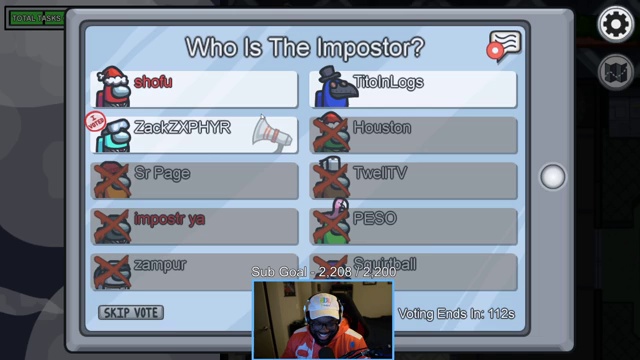 TOTAL TASKS
Who Is The Impostor?
shofu
TitoInLogs
I VOTED
ZackZXPHYR
Houston
Sr Page
TwellTV
impostr ya
PESO
zampur
Squirtball
Sub Goal - 2,208 / 2,200
SKIP VOTE
Voting Ends In: 112s